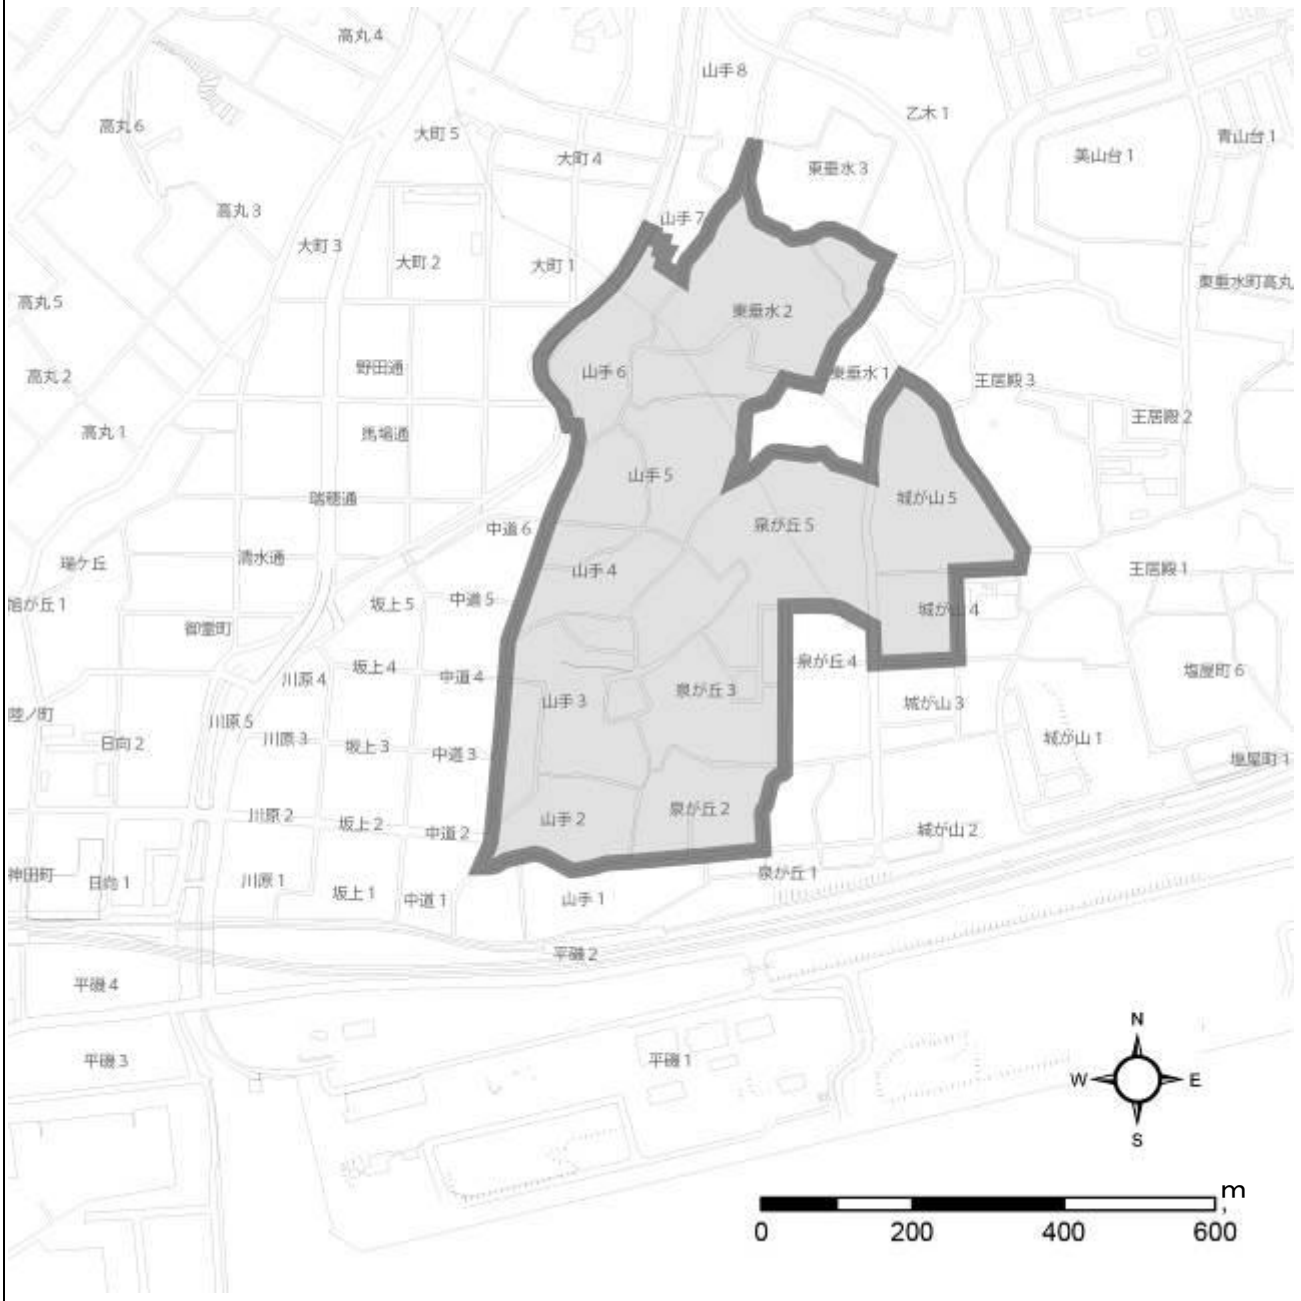 高丸 4
山手 8
乙木 1
高丸 6
大町 5
青山台 1
大町 4
美山台 1
東垂水 3
高丸 3
山手 7
大町 3
大町 2
大町 1
東垂水町高丸
高丸 5
東垂水 2
野田通
山手 6
東垂水 1
王居殿 3
高丸 2
王居殿 2
高丸 1
馬場通
山手 5
瑞穂通
城が山 5
中道 6
泉が丘 5
清水通
瑞ケ丘
山手 4
王居殿 1
旭が丘 1
坂上 5
中道 5
城が山 4
御霊町
坂上 4
泉が丘 4
川原 4
中道 4
塩屋町 6
泉が丘 3
山手 3
城が山 3
陸ノ町
川原 5
日向 2
川原 3
坂上 3
中道 3
城が山 1
塩屋町 1
泉が丘 2
川原 2
坂上 2
中道 2
山手 2
城が山 2
神田町
日向 1
川原 1
坂上 1
中道 1
山手 1
泉が丘 1
平磯 2
平磯 4
平磯 3
平磯 1
N
W
E
S
m
0
200
400
600